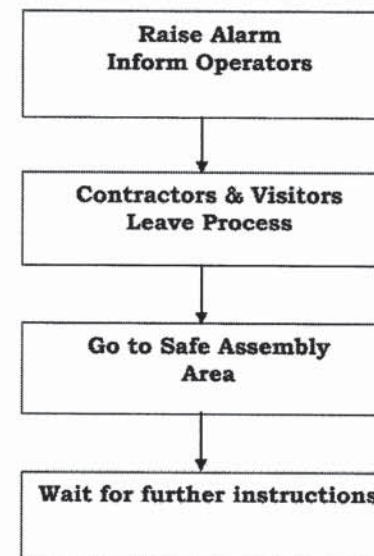 Raise Alarm
Inform Operators
Contractors & Visitors
Leave Process
Go to Safe Assembly
Area
Wait for further instructions